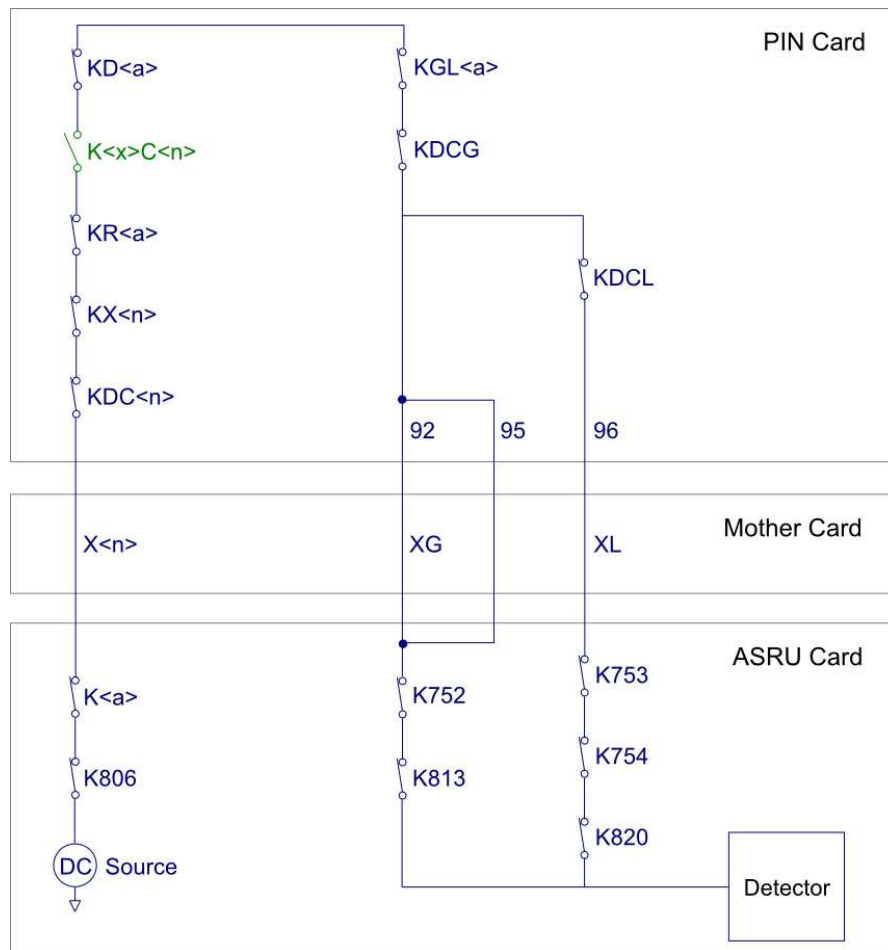 PIN Card
KD<a>
KGL<a>
K<x>C<n>
KDCG
KR<a>
KDCL
KX<n>
KDC<n>
92
95
96
Mother Card
X<n>
XG
XL
ASRU Card
K753
K<a>
K752
K754
K806
K813
K820
DC Source
Detector